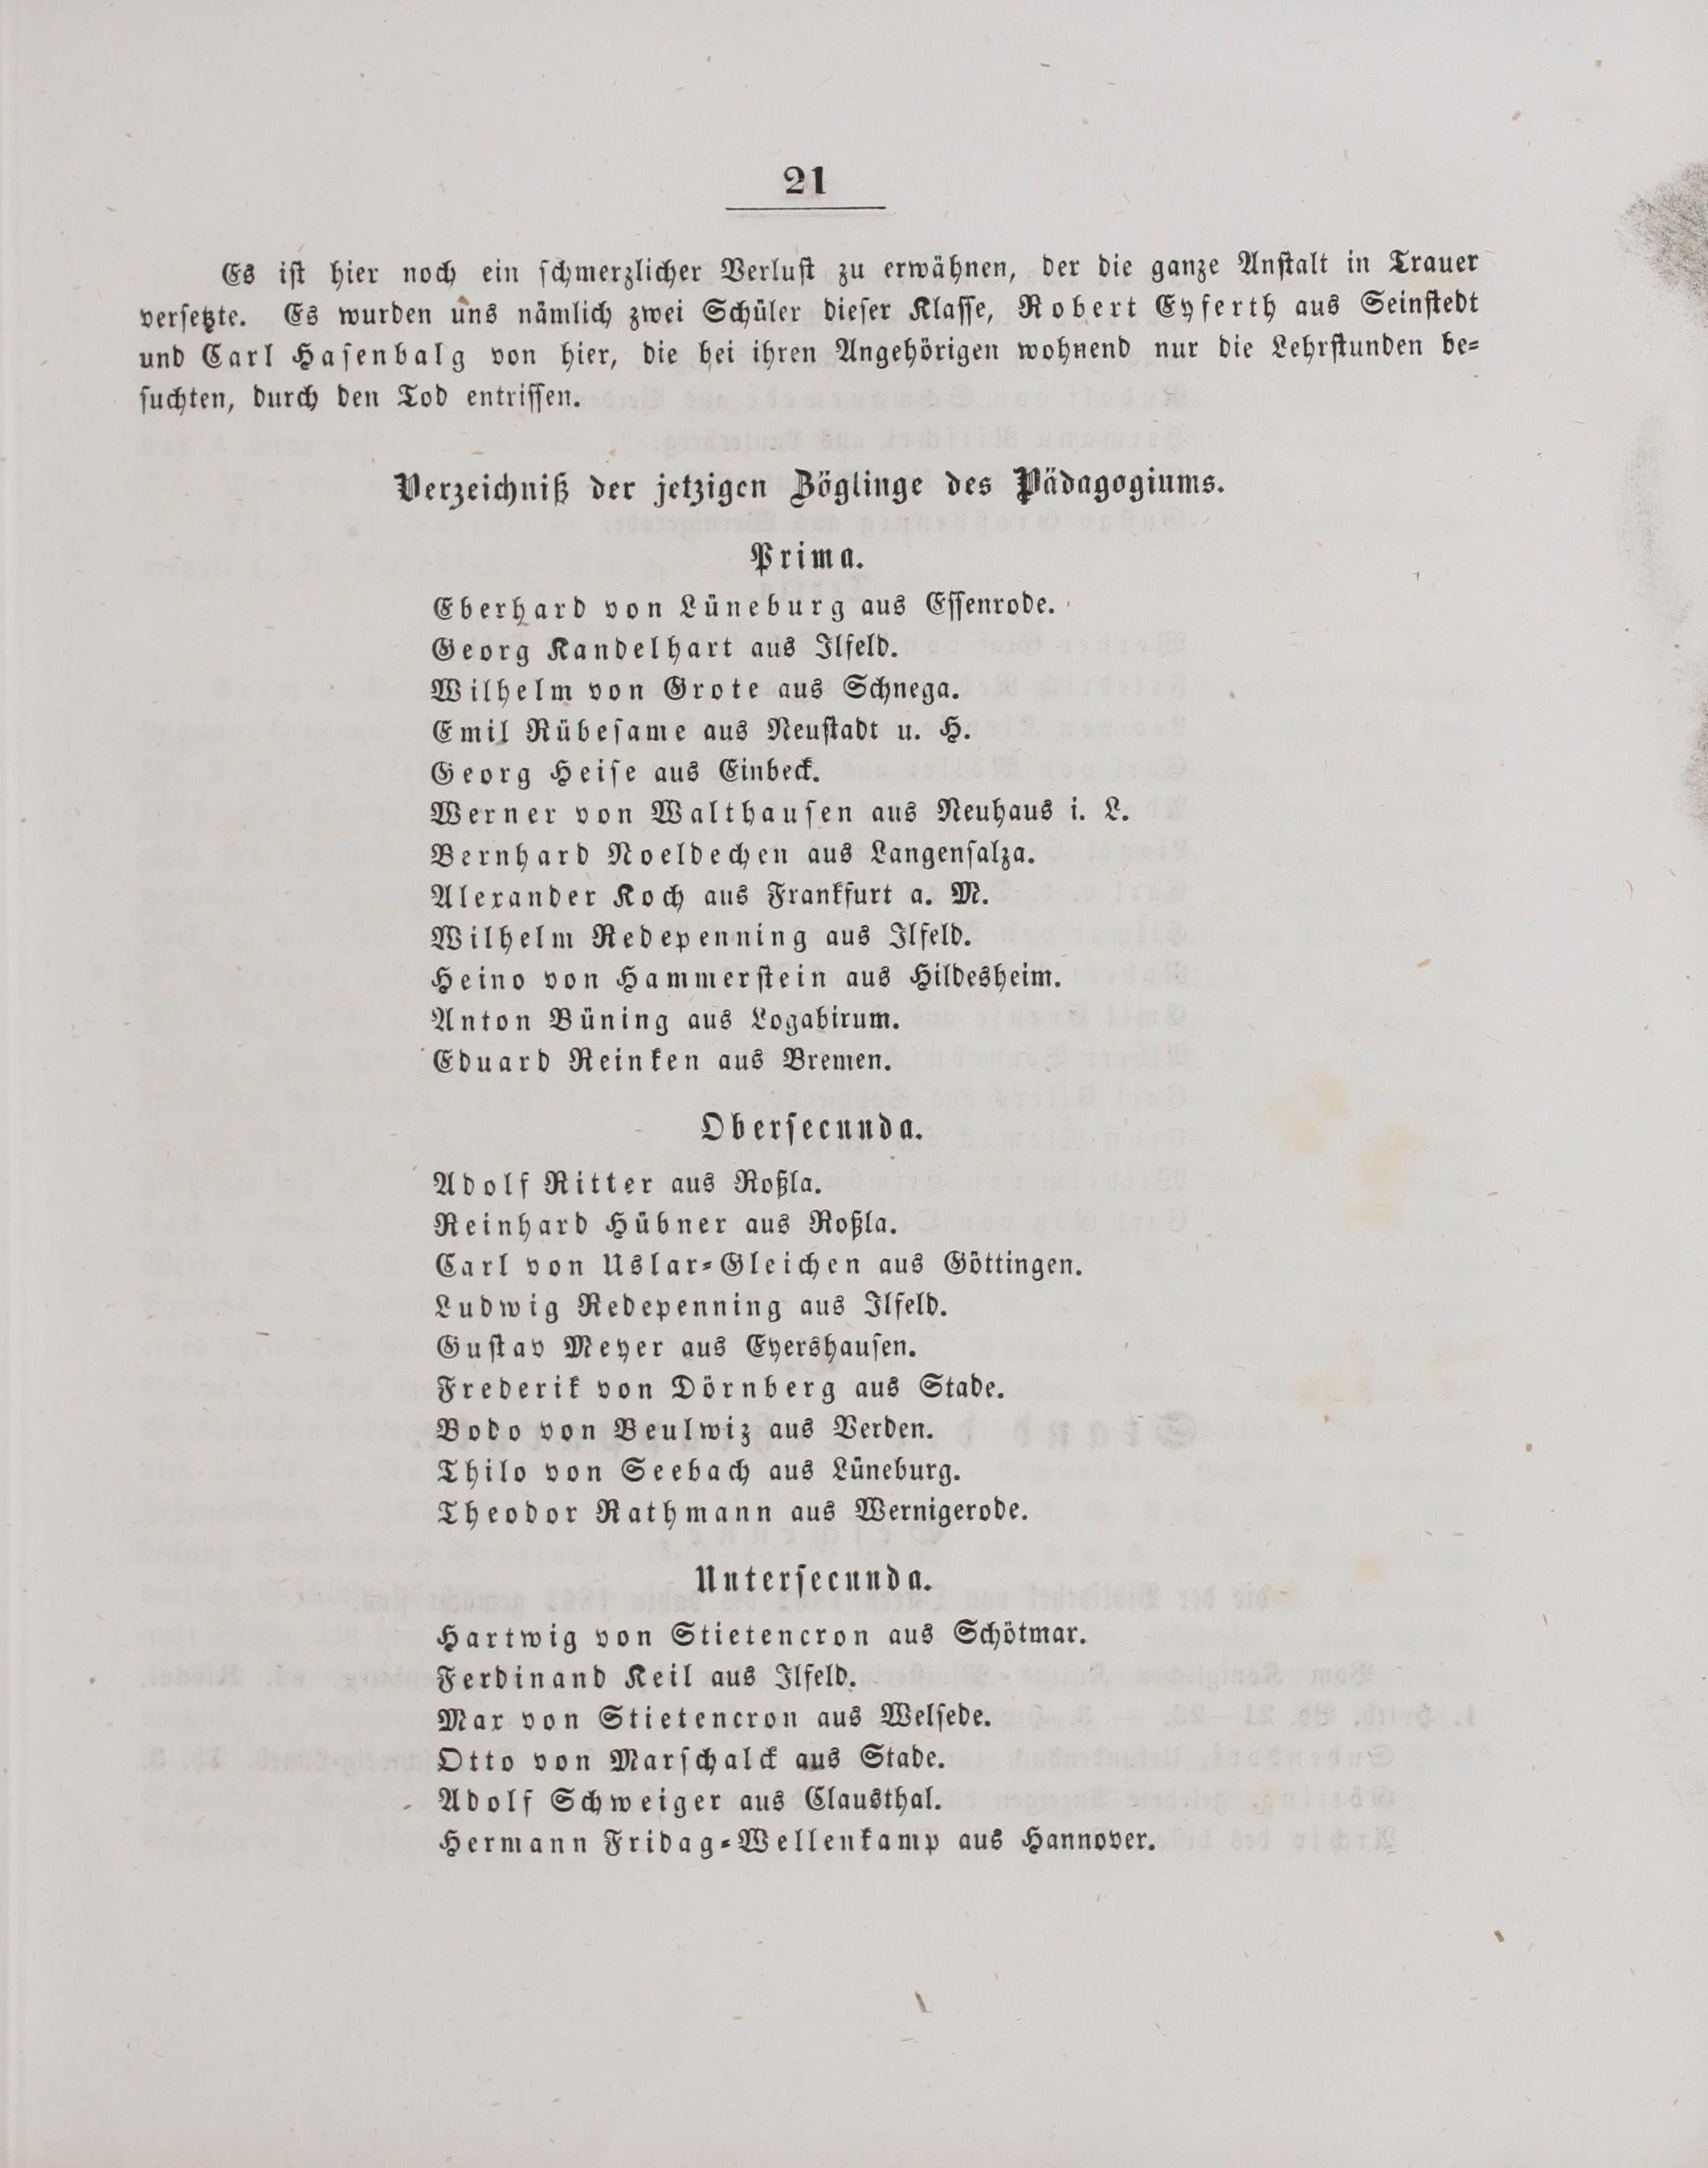 21
Es ist hier noch ein schmerzlicher Verlust zu erwähnen, der die ganze Anstalt in Trauer
versetzte. Es wurden uns nämlich zwei Schüler dieser Klasse, Robert Eyferth aus Seinstedt
und Carl Hasenbalg von hier, die bei ihren Angehörigen wohnend nur die Lehrstunden be-
suchten, durch den Tod entrissen.
Verzeichniß der jetzigen Zöglinge des Pädagogiums.
Prima.
Eberhard von Lüneburg aus Essenrode.
Georg Kandelhart aus Ilfeld.
Wilhelm von Grote aus Schnega.
Emil Rübesame aus Neustadt u. H.
Georg Heise aus Einbeck.
Werner von Walthausen aus Neuhaus i. L.
Bernhard Noeldechen aus Langensalza.
Alexander Koch aus Frankfurt a. M.
Wilhelm Redepenning aus Ilfeld.
Heino von Hammerstein aus Hildesheim.
Anton Büning aus Logabirum.
Eduard Reinken aus Bremen.
Obersecunda.
Adolf Ritter aus Roßla.
Reinhard Hübner aus Roßla.
Carl von Uslar-Gleichen aus Göttingen.
Ludwig Redepenning aus Ilfeld.
Gustav Meyer aus Eyershausen.
Frederik von Dörnberg aus Stade.
Bodo von Beulwiz aus Verden.
Thilo von Seebach aus Lüneburg.
Theodor Rathmann aus Wernigerode.
Untersecunda.
Hartwig von Stietencron aus Schötmar.
Ferdinand Keil aus Ilfeld.
Max von Stietencron aus Welsede.
Otto von Marschalck aus Stade.
Adolf Schweiger aus Clausthal.
Hermann Fridag-Wellenkamp aus Hannover.